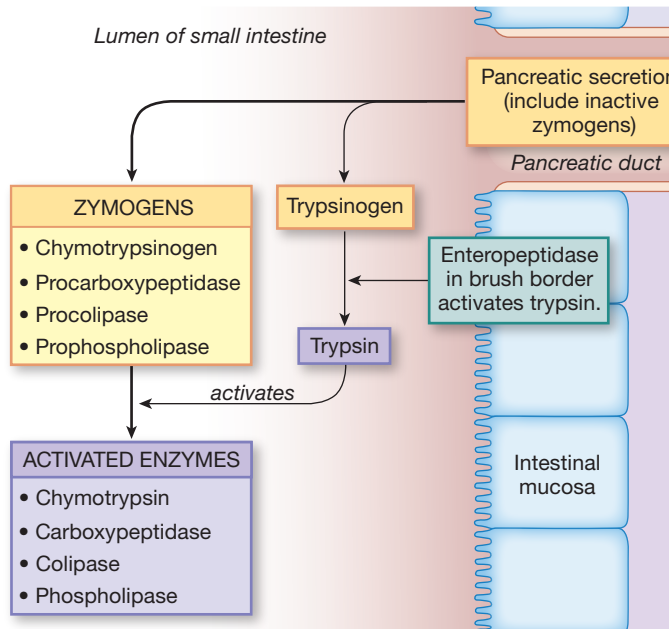 Lumen of small intestine
Pancreatic secretion
(include inactive
zymogens)
Pancreatic duct
ZYMOGENS
• Chymotrypsinogen
• Procarboxypeptidase
• Procolipase
• Prophospholipase
Trypsinogen
Enteropeptidase
in brush border
activates trypsin.
Trypsin
activates
ACTIVATED ENZYMES
• Chymotrypsin
• Carboxypeptidase
• Colipase
• Phospholipase
Intestinal
mucosa